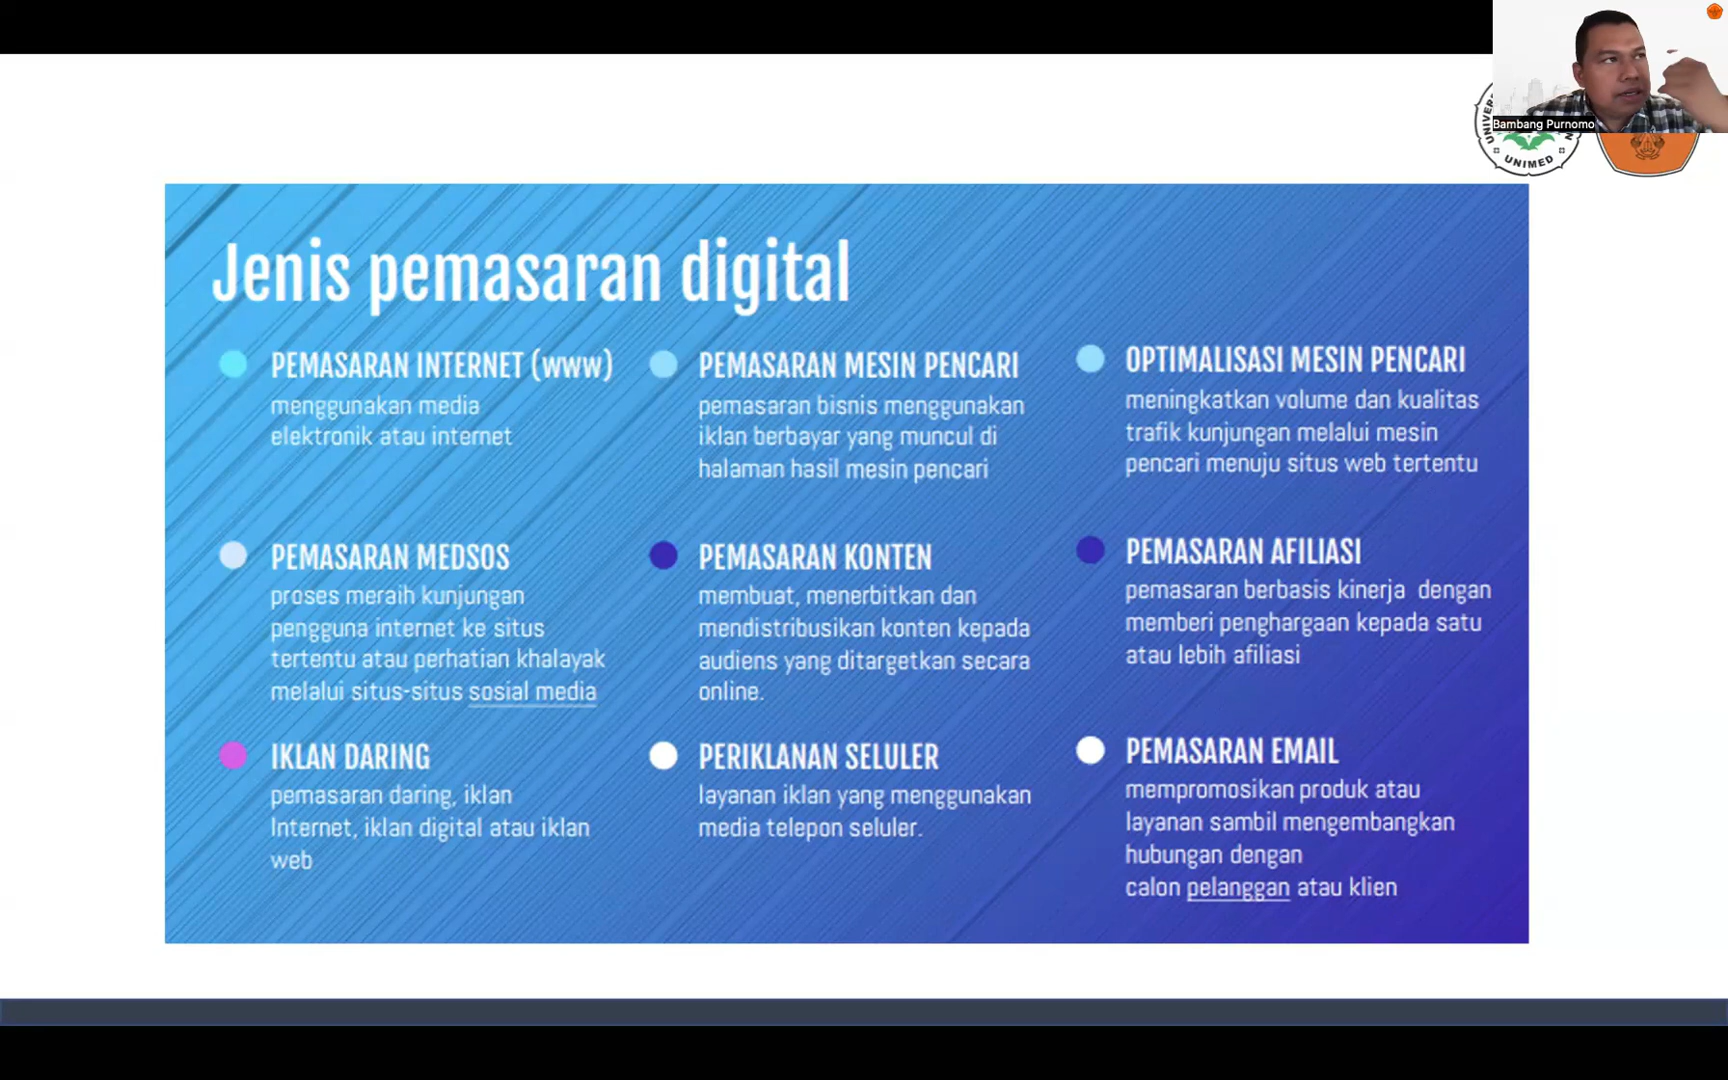 Bambang Purnomo
UNIMED
Jenis pemasaran digital
PEMASARAN INTERNET (www)
menggunakan media
elektronik atau internet
PEMASARAN MESIN PENCARI
pemasaran bisnis menggunakan
iklan berbayar yang muncul di
halaman hasil mesin pencari
OPTIMALISASI MESIN PENCARI
meningkatkan volume dan kualitas
trafik kunjungan melalui mesin
pencari menuju situs web tertentu
PEMASARAN MEDSOS
proses meraih kunjungan
pengguna internet ke situs
tertentu atau perhatian khalayak
melalui situs-situs sosial media
PEMASARAN KONTEN
membuat, menerbitkan dan
mendistribusikan konten kepada
audiens yang ditargetkan secara
online.
PEMASARAN AFILIASI
pemasaran berbasis kinerja dengan
memberi penghargaan kepada satu
atau lebih afiliasi
IKLAN DARING
pemasaran daring, iklan
Internet, iklan digital atau iklan
web
PERIKLANAN SELULER
layanan iklan yang menggunakan
media telepon seluler.
PEMASARAN EMAIL
mempromosikan produk atau
layanan sambil mengembangkan
hubungan dengan
calon pelanggan atau klien